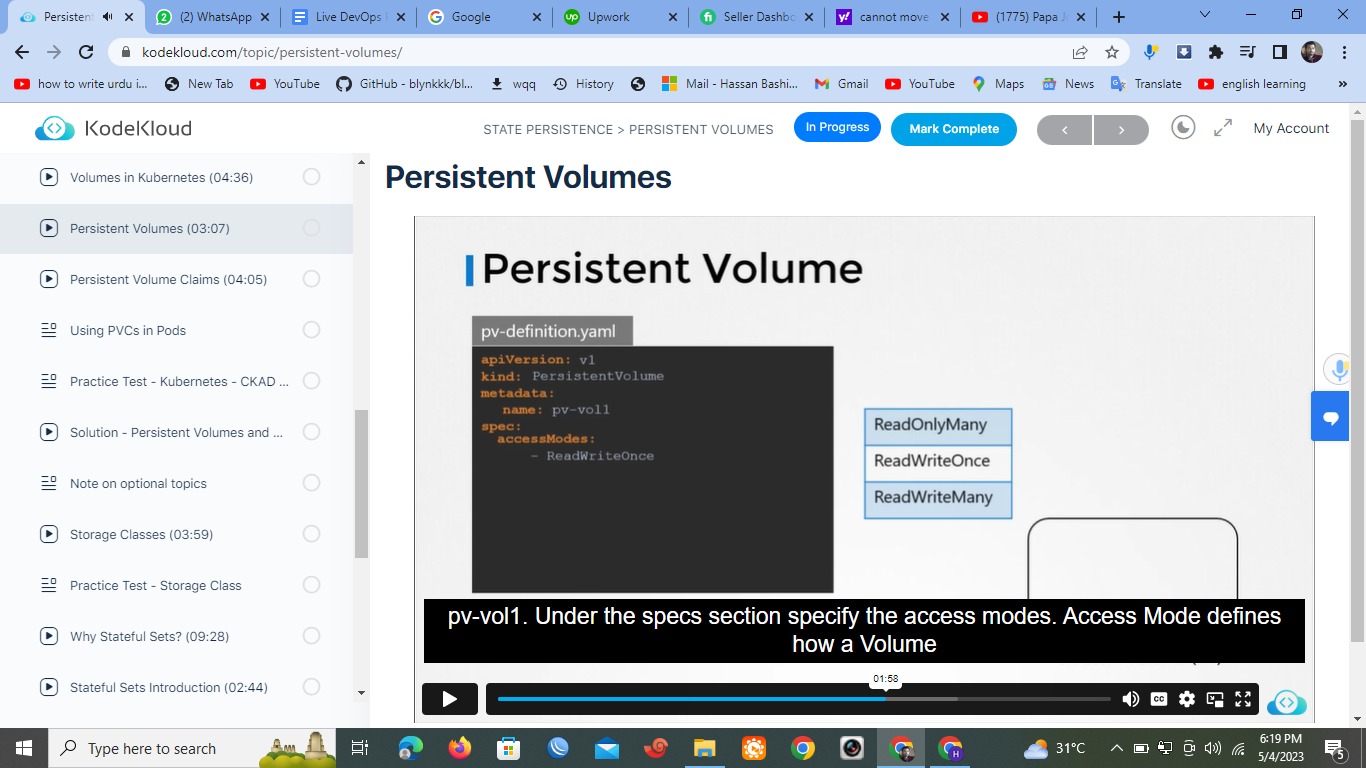 Persistent
(2) WhatsApp
Live DevOps
Google
Upwork
Seller Dashbo
cannot move
(1775) Papa J
kodekloud.com/topic/persistent-volumes/
how to write urdu i...
New Tab
YouTube
GitHub - blynkkk/bl...
wqq
History
Mail - Hassan Bashi...
Gmail
YouTube
Maps
News
Translate
english learning
»
KodeKloud
STATE PERSISTENCE > PERSISTENT VOLUMES
In Progress
Mark Complete
<
>
My Account
Volumes in Kubernetes (04:36)
Persistent Volumes (03:07)
Persistent Volume Claims (04:05)
Using PVCs in Pods
Practice Test - Kubernetes - CKAD ...
Solution - Persistent Volumes and ...
Note on optional topics
Storage Classes (03:59)
Practice Test - Storage Class
Why Stateful Sets? (09:28)
Stateful Sets Introduction (02:44)
Persistent Volumes
Persistent Volume
pv-definition.yaml
apiVersion: v1
kind: PersistentVolume
metadata:
name: pv-vol1
spec:
accessModes:
- ReadWriteOnce
ReadOnlyMany
ReadWriteOnce
ReadWriteMany
pv-vol1. Under the specs section specify the access modes. Access Mode defines
how a Volume
01:58
CC
Type here to search
31°C
6:19 PM
5/4/2023
5